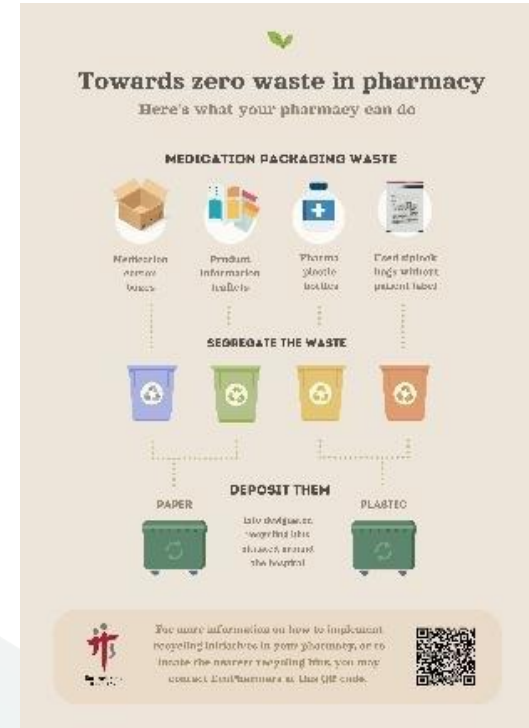 Towards zero waste in pharmacy
Here's what your pharmacy can do
MEDICATION PACKAGING WASTE
Medication
carton
boxes
Product
information
leaflets
Pharma
plastic
bottles
Used ziplock
bags without
patient label
SEGREGATE THE WASTE
DEPOSIT THEM
PAPER
PLASTIC
into designated
recycling bins
situated around
the hospital
For more information on how to implement
recycling initiatives in your pharmacy, or to
locate the nearest recycling bins, you may
contact EcoPharmers at this QR code.